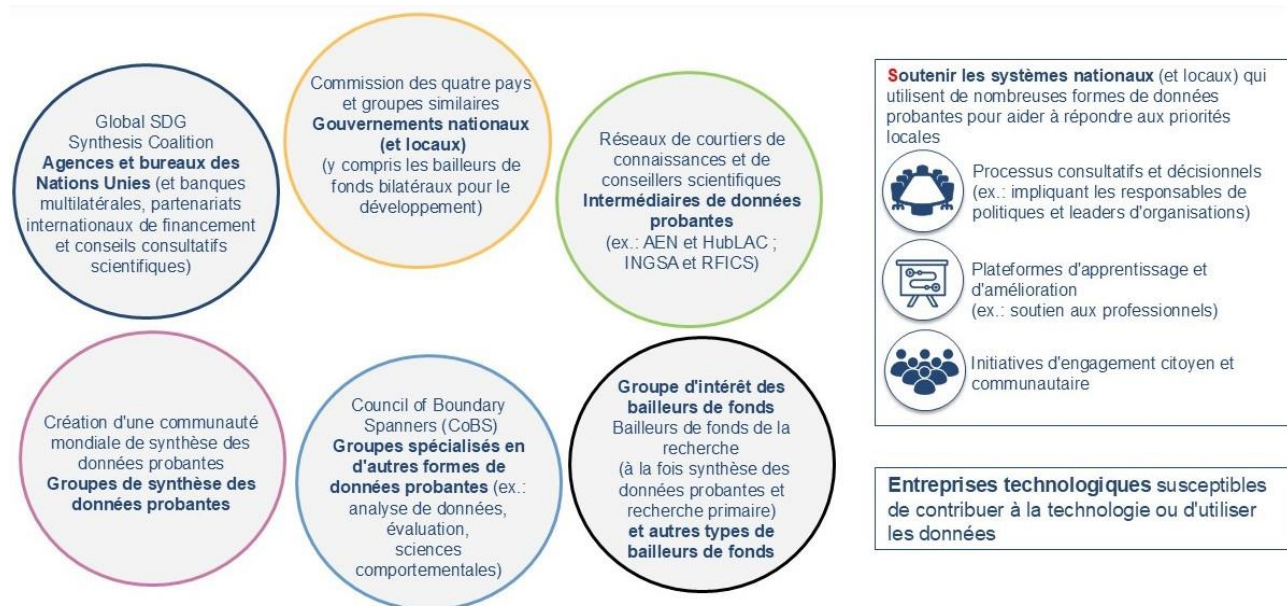 Global SDG
Synthesis Coalition
Agences et bureaux des
Nations Unies (et banques
multilatérales, partenariats
internationaux de financement
et conseils consultatifs
scientifiques)
Commission des quatre pays
et groupes similaires
Gouvernements nationaux
(et locaux)
(y compris les bailleurs de
fonds bilatéraux pour le
développement)
Réseaux de courtiers de
connaissances et de
conseillers scientifiques
Intermédiaires de données
probantes
(ex.: AEN et HubLAC ;
INGSA et RFICS)
Création d'une communauté
mondiale de synthèse des
données probantes
Groupes de synthèse des
données probantes
Council of Boundary
Spanners (CoBS)
Groupes spécialisés en
d'autres formes de
données probantes (ex.:
analyse de données,
évaluation,
sciences
comportementales)
Groupe d'intérêt des
bailleurs de fonds
Bailleurs de fonds de la
recherche
(à la fois synthèse des
données probantes et
recherche primaire)
et autres types de
bailleurs de fonds
Soutenir les systèmes nationaux (et locaux) qui
utilisent de nombreuses formes de données
probantes pour aider à répondre aux priorités
locales
Processus consultatifs et décisionnels
(ex.: impliquant les responsables de
politiques et leaders d'organisations)
Plateformes d'apprentissage et
d'amélioration
(ex.: soutien aux professionnels)
Initiatives d'engagement citoyen et
communautaire
Entreprises technologiques susceptibles
de contribuer à la technologie ou d'utiliser
les données